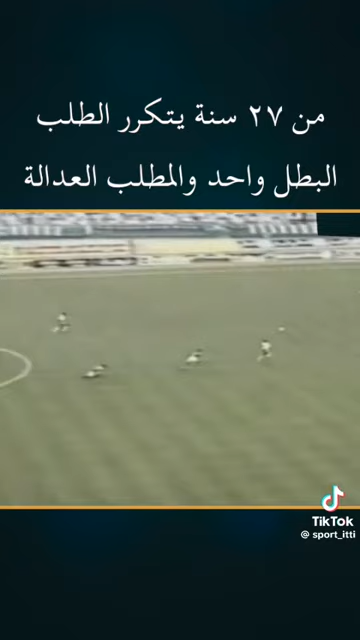 من ٢٧ سنة يتكرر الطلب
البطل واحد والمطلب العدالة
TikTok
@ sport_itti